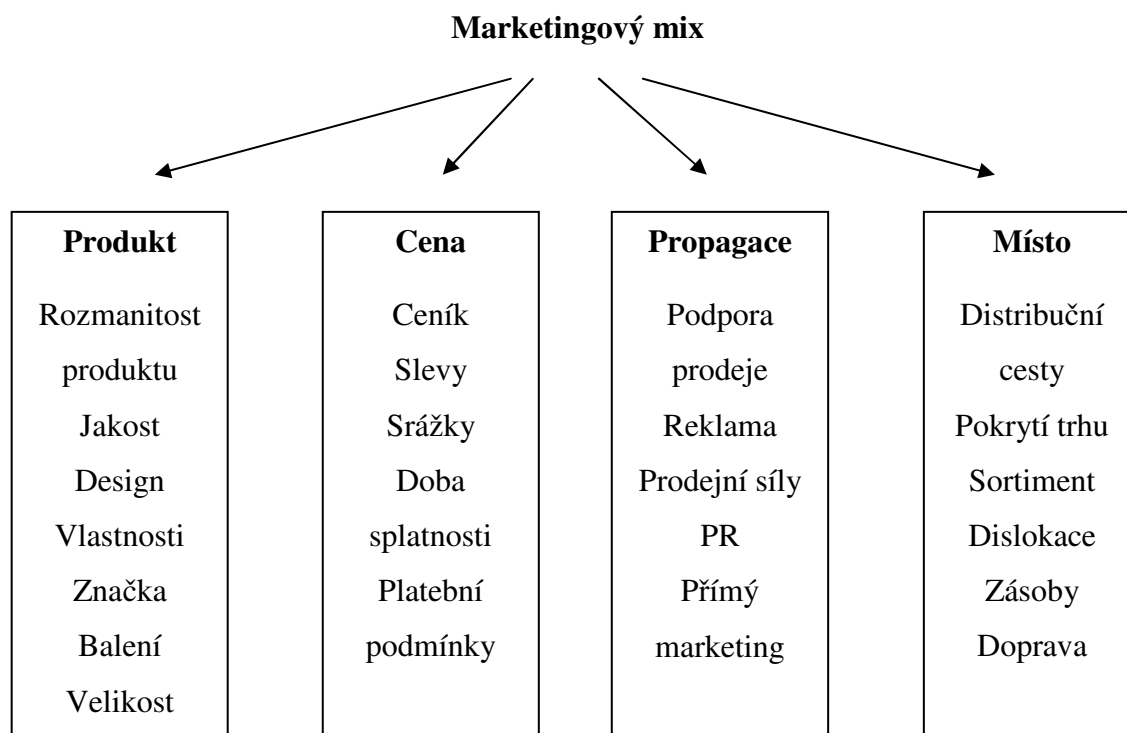 Marketingový mix
Produkt
Rozmanitost
produktu
Jakost
Design
Vlastnosti
Značka
Balení
Velikost
Cena
Ceník
Slevy
Srážky
Doba
splatnosti
Platební
podmínky
Propagace
Podpora
prodeje
Reklama
Prodejní síly
PR
Přímý
marketing
Místo
Distribuční
cesty
Pokrytí trhu
Sortiment
Dislokace
Zásoby
Doprava